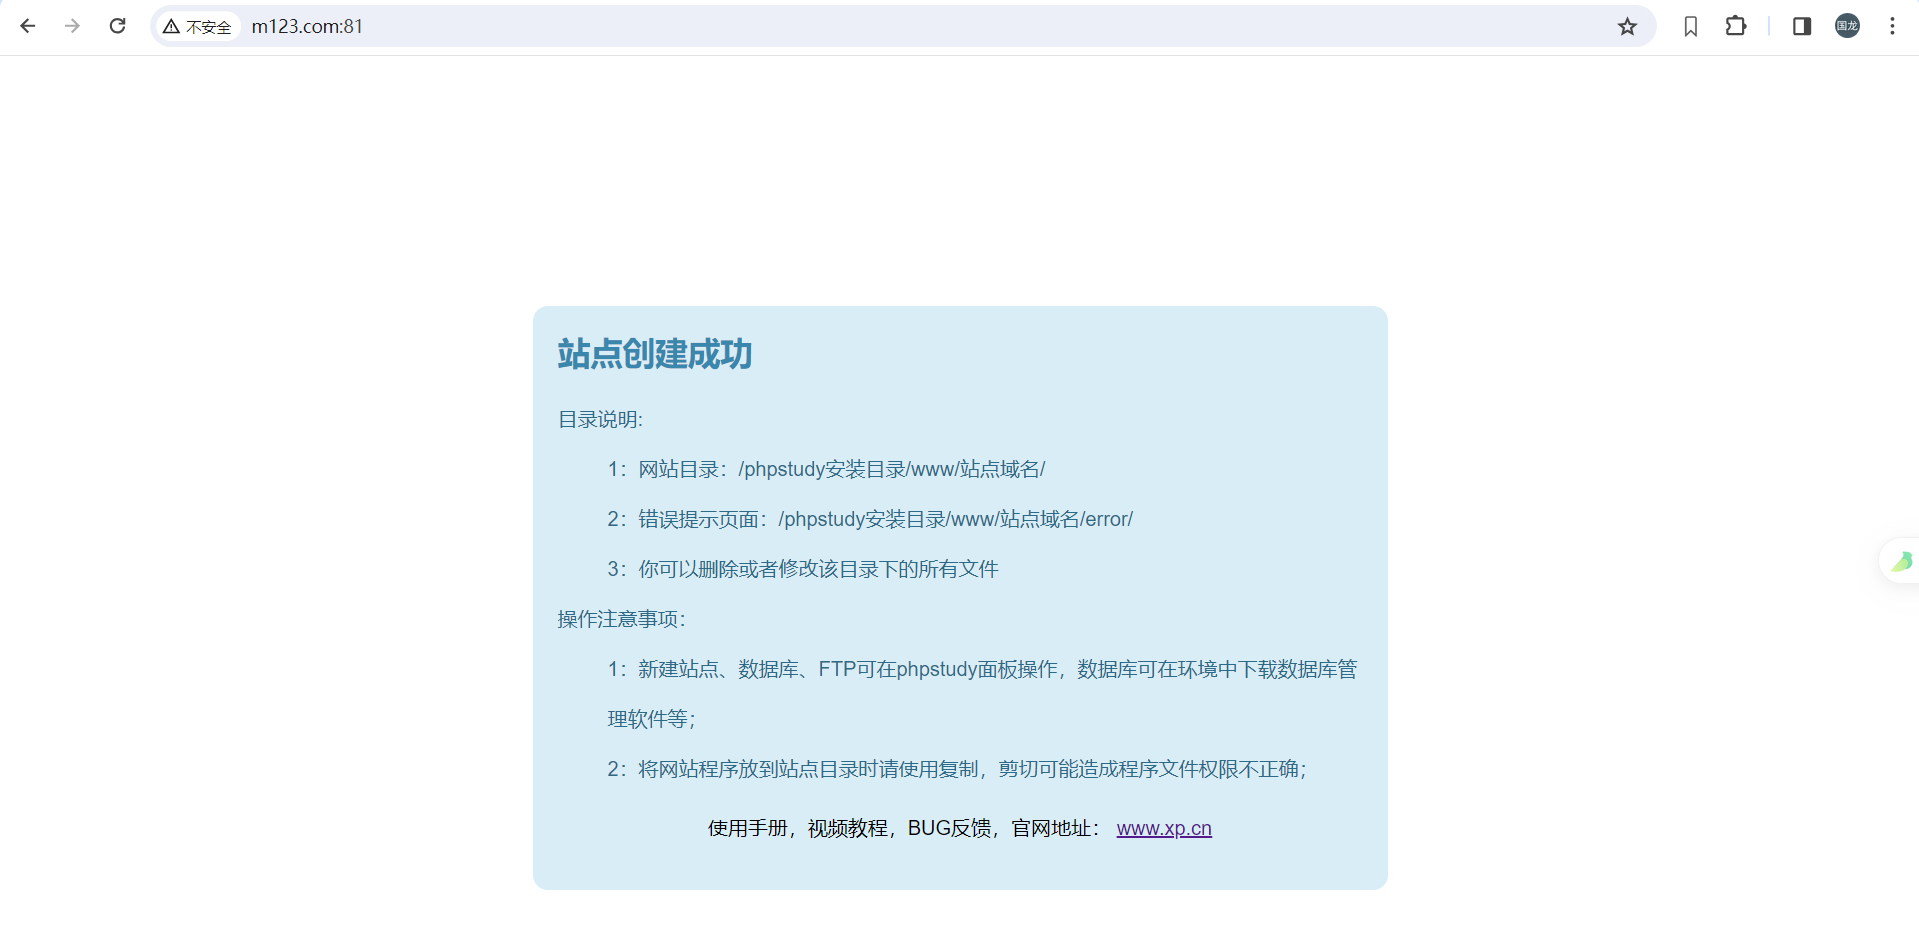 不安全 m123.com:81
国龙
站点创建成功
目录说明:
1：网站目录：/phpstudy安装目录/www/站点域名/
2：错误提示页面：/phpstudy安装目录/www/站点域名/error/
3：你可以删除或者修改该目录下的所有文件
操作注意事项：
1：新建站点、数据库、FTP可在phpstudy面板操作，数据库可在环境中下载数据库管
理软件等；
2：将网站程序放到站点目录时请使用复制，剪切可能造成程序文件权限不正确；
使用手册，视频教程，BUG反馈，官网地址： www.xp.cn